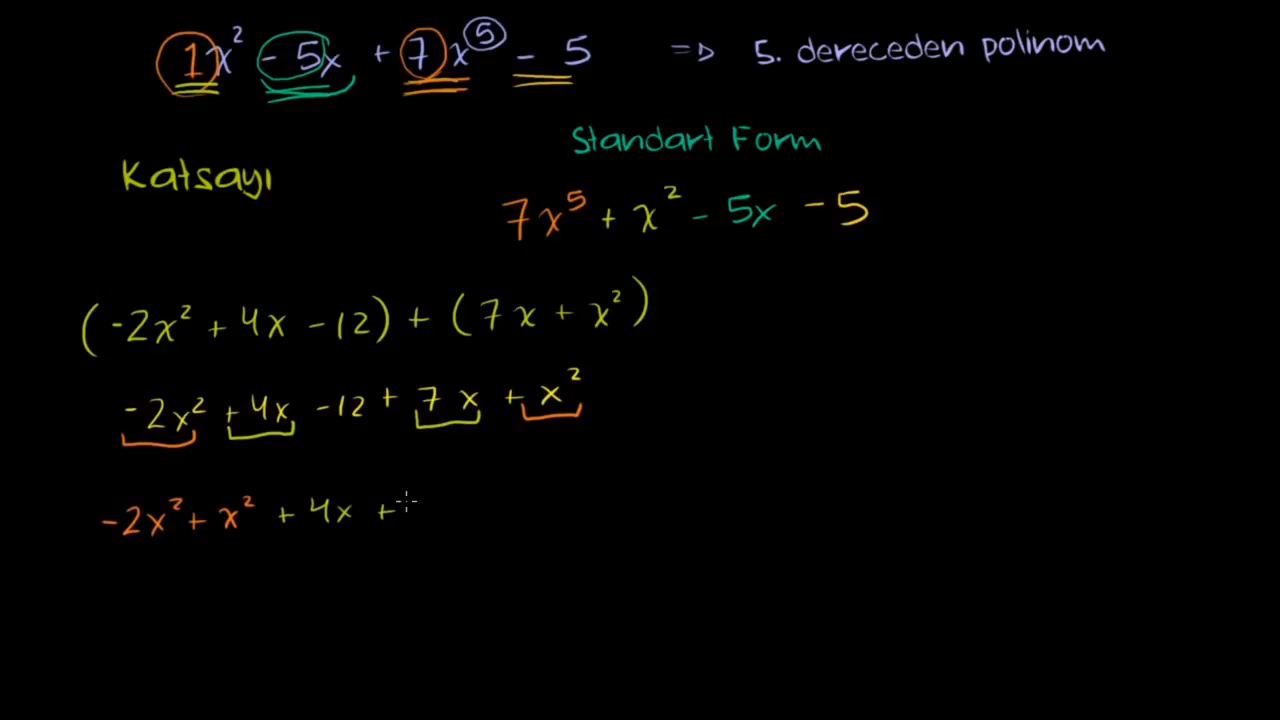 1x² - 5x + 7x⁵ - 5 ⇒ 5. dereceden polinom
Standart Form
Katsayı
7x⁵ + x² - 5x - 5
(-2x² + 4x - 12) + (7x + x²)
-2x² + 4x - 12 + 7x + x²
-2x² + x² + 4x +